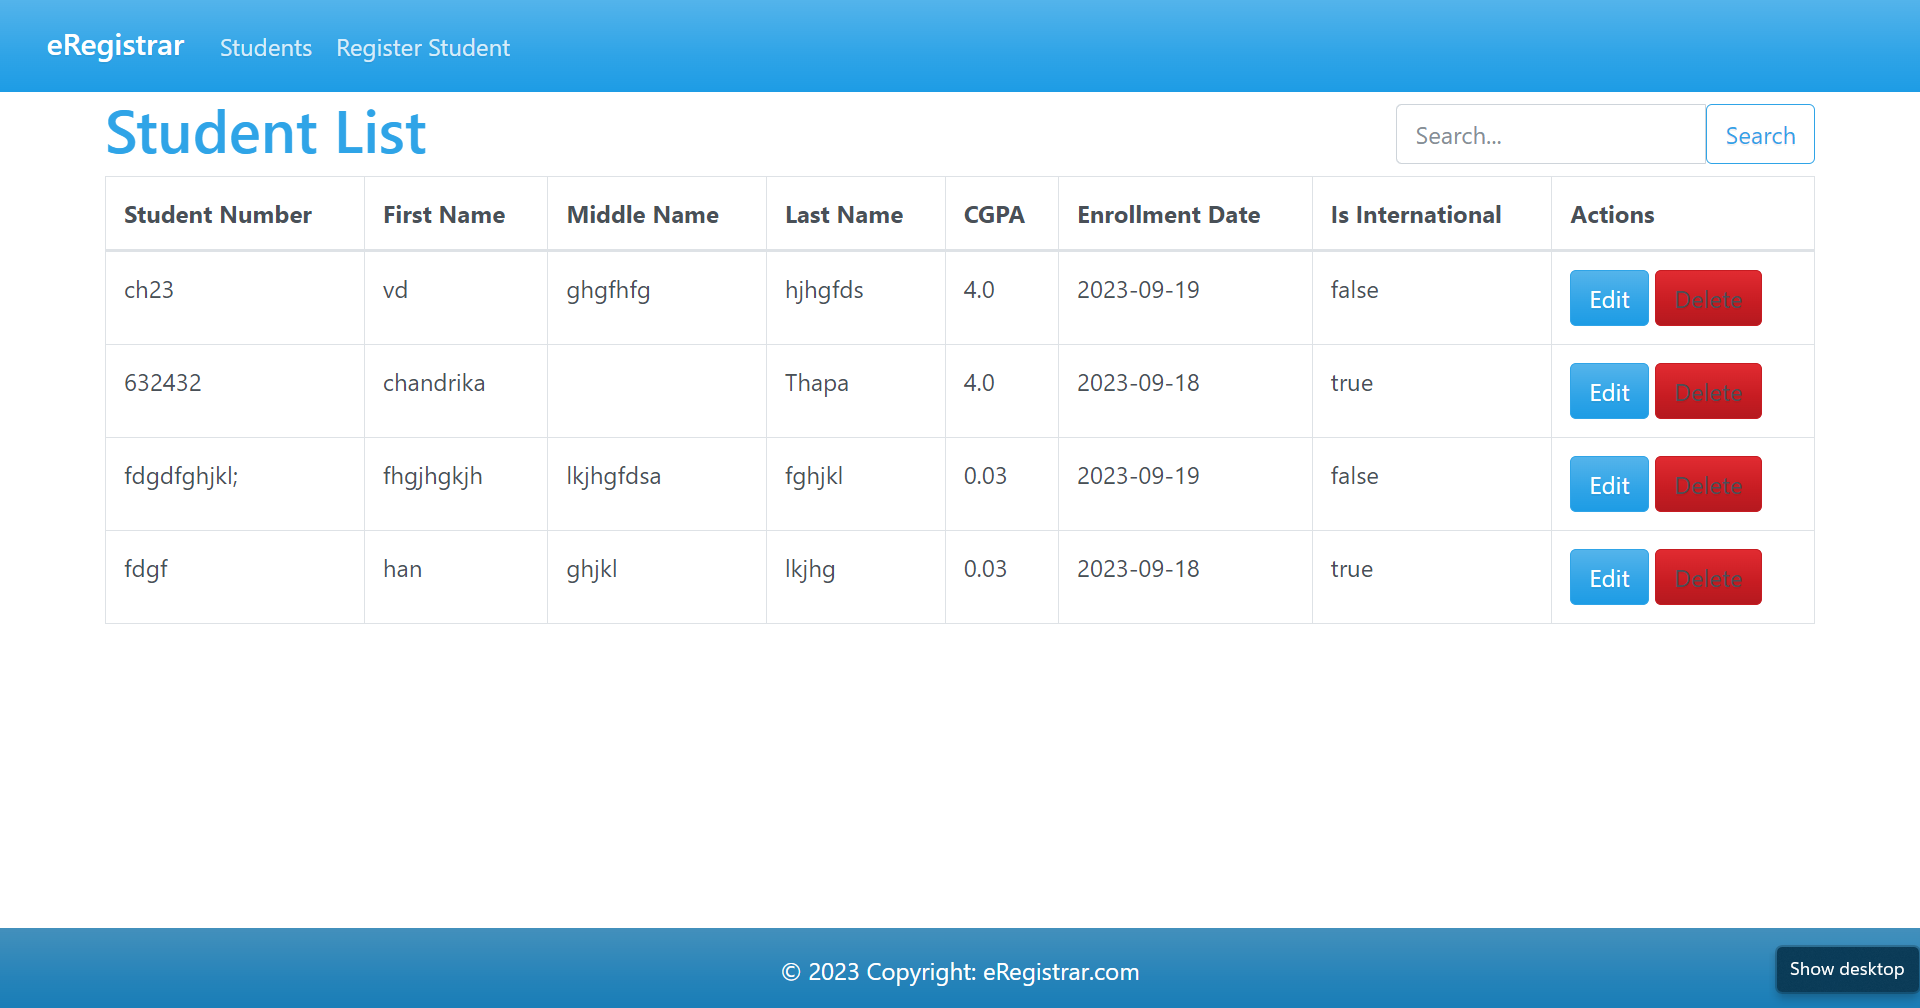 eRegistrar Students Register Student
Student List
Search... Search
Student Number First Name Middle Name Last Name CGPA Enrollment Date Is International Actions
ch23 vd ghgfhfg hjhgfds 4.0 2023-09-19 false Edit Delete
632432 chandrika Thapa 4.0 2023-09-18 true Edit Delete
fdgdfghjkl; fhgjhgkjh lkjhgfdsa fghjkl 0.03 2023-09-19 false Edit Delete
fdgf han ghjkl lkjhg 0.03 2023-09-18 true Edit Delete
© 2023 Copyright: eRegistrar.com
Show desktop